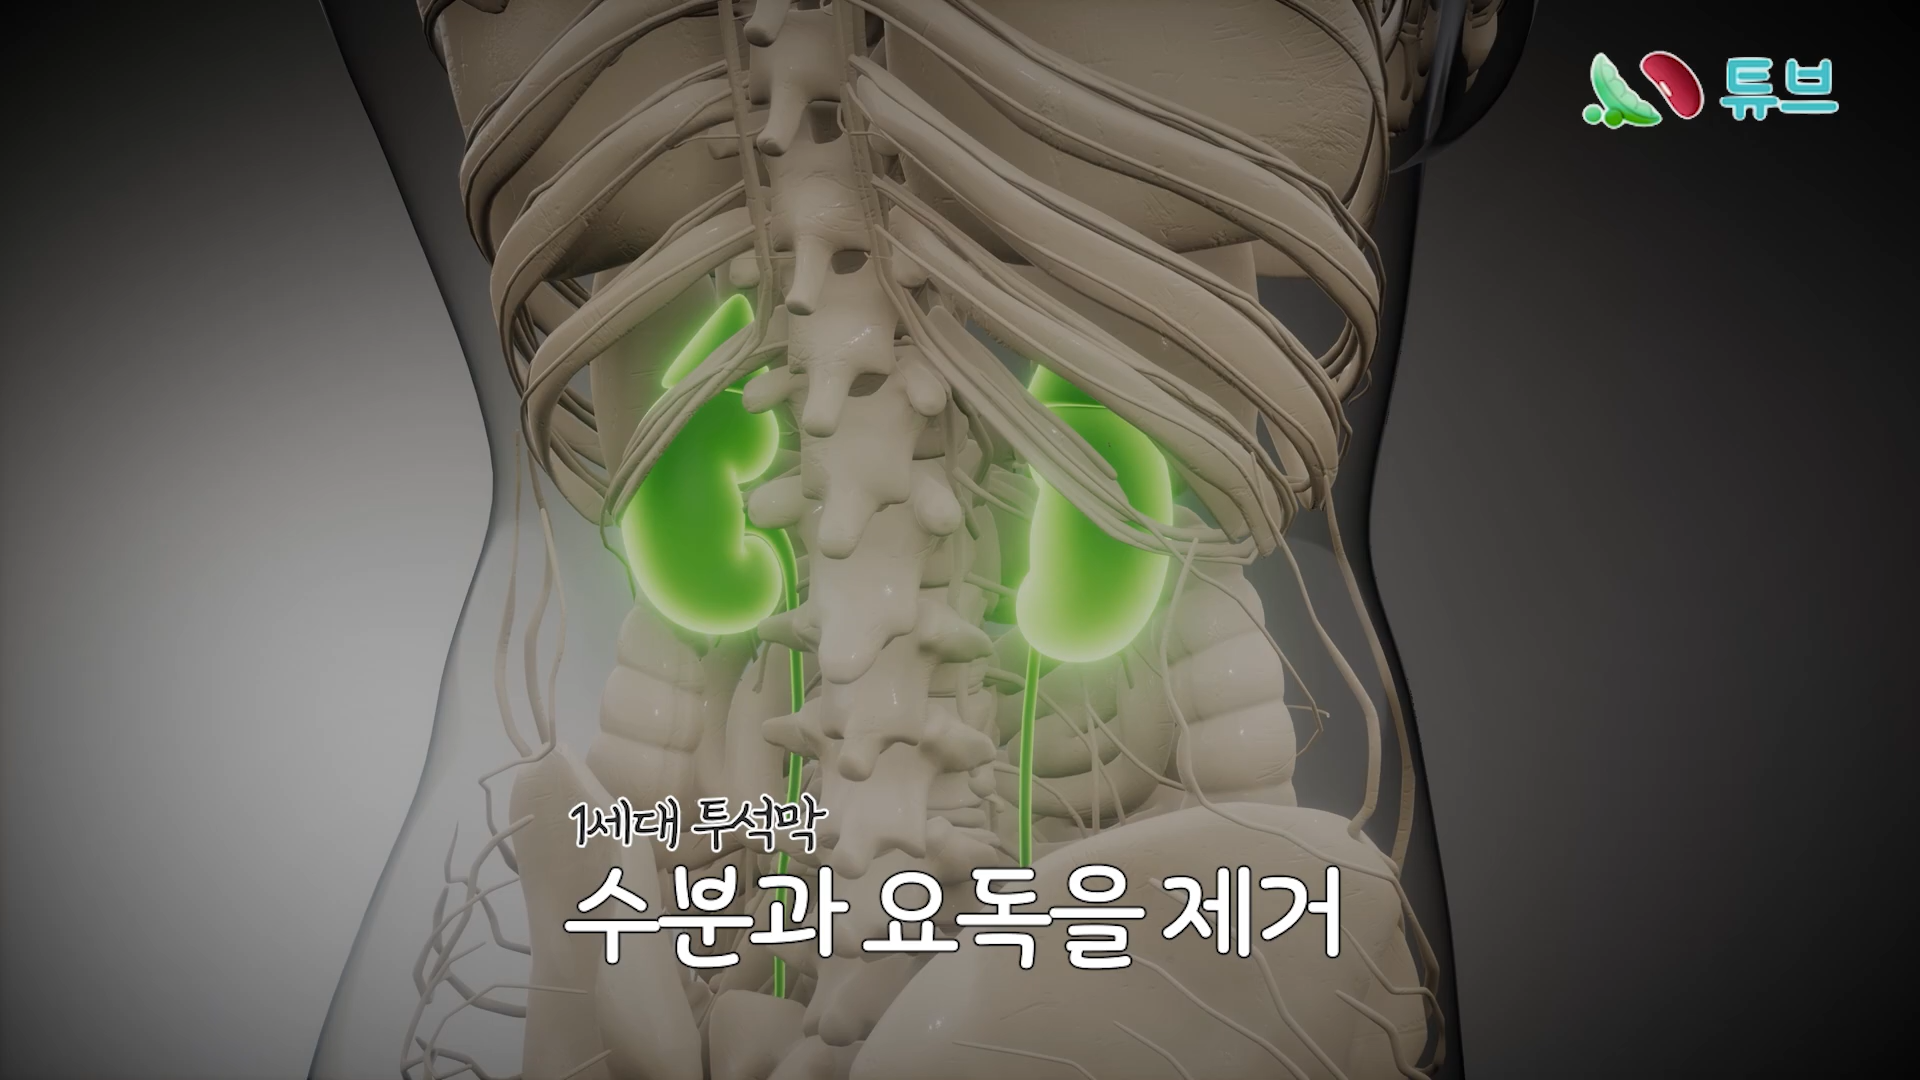 튜브
1세대 투석막
수분과 요독을 제거